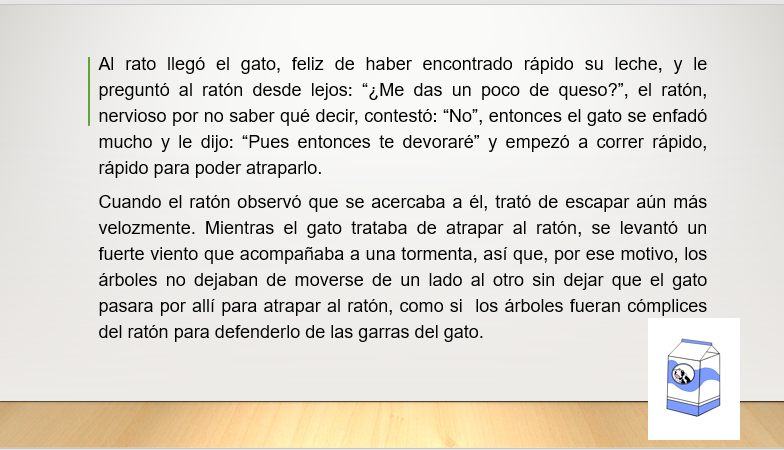 Al rato llegó el gato, feliz de haber encontrado rápido su leche, y le
preguntó al ratón desde lejos: “¿Me das un poco de queso?”, el ratón,
nervioso por no saber qué decir, contestó: “No”, entonces el gato se enfadó
mucho y le dijo: “Pues entonces te devoraré” y empezó a correr rápido,
rápido para poder atraparlo.
Cuando el ratón observó que se acercaba a él, trató de escapar aún más
velozmente. Mientras el gato trataba de atrapar al ratón, se levantó un
fuerte viento que acompañaba a una tormenta, así que, por ese motivo, los
árboles no dejaban de moverse de un lado al otro sin dejar que el gato
pasara por allí para atrapar al ratón, como si  los árboles fueran cómplices
del ratón para defenderlo de las garras del gato.